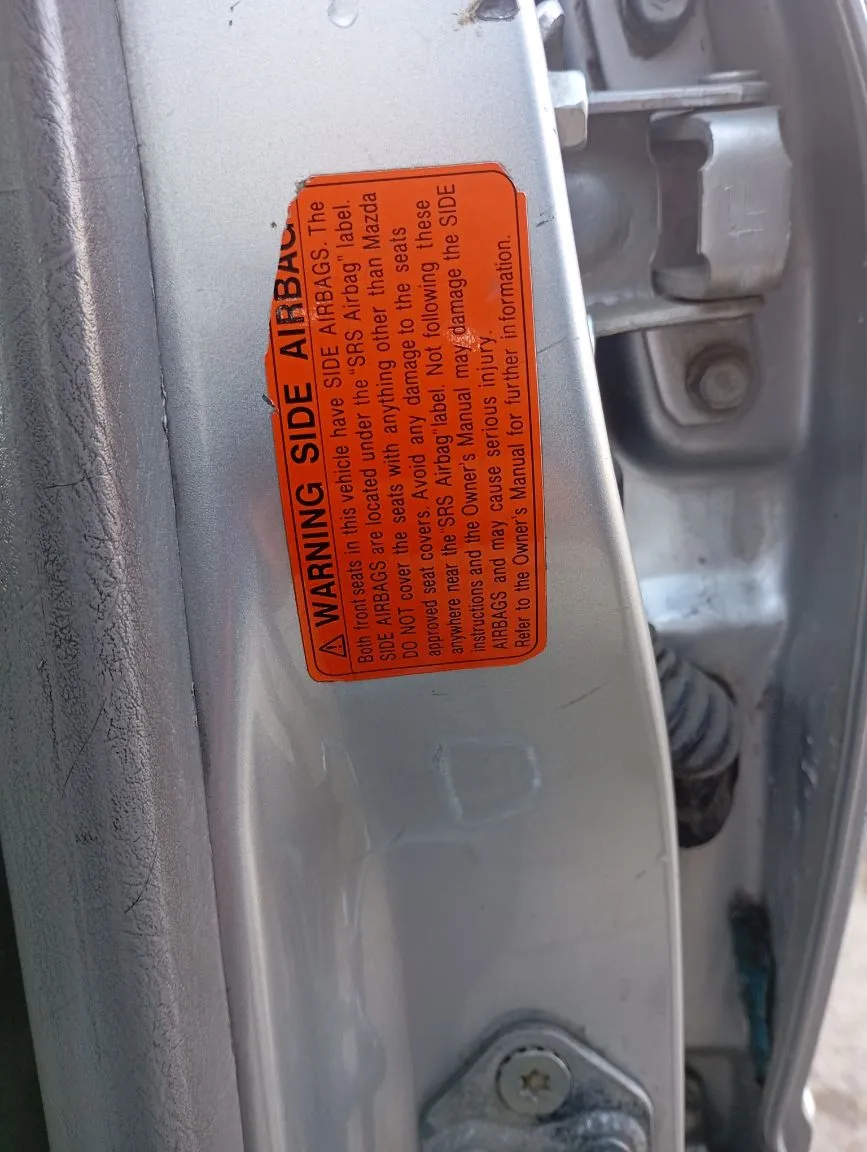 ⚠ WARNING SIDE AIRBAG
Both front seats in this vehicle have SIDE AIRBAGS. The
SIDE AIRBAGS are located under the "SRS Airbag" label.
DO NOT cover the seats with anything other than Mazda
approved seat covers. Avoid any damage to the seats
anywhere near the "SRS Airbag" label. Not following these
instructions and the Owner's Manual may damage the SIDE
AIRBAGS and may cause serious injury.
Refer to the Owner's Manual for further information.